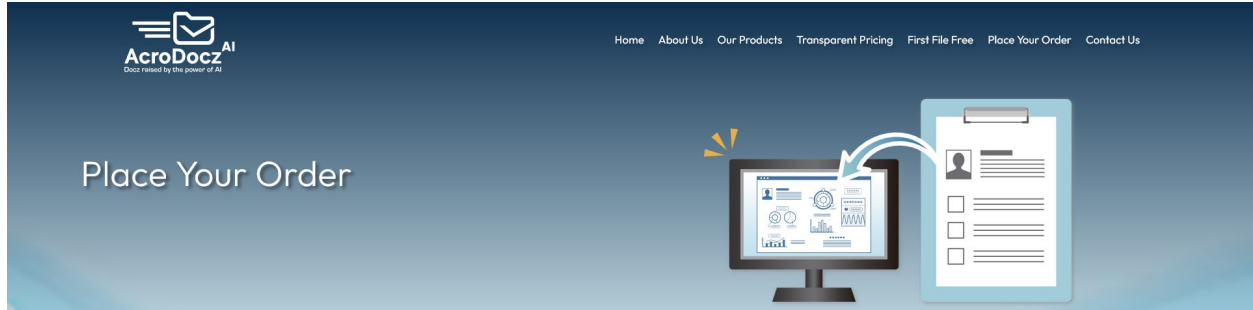 AcroDocz AI
Docz raised by the power of AI
Home About Us Our Products Transparent Pricing First File Free Place Your Order Contact Us
Place Your Order